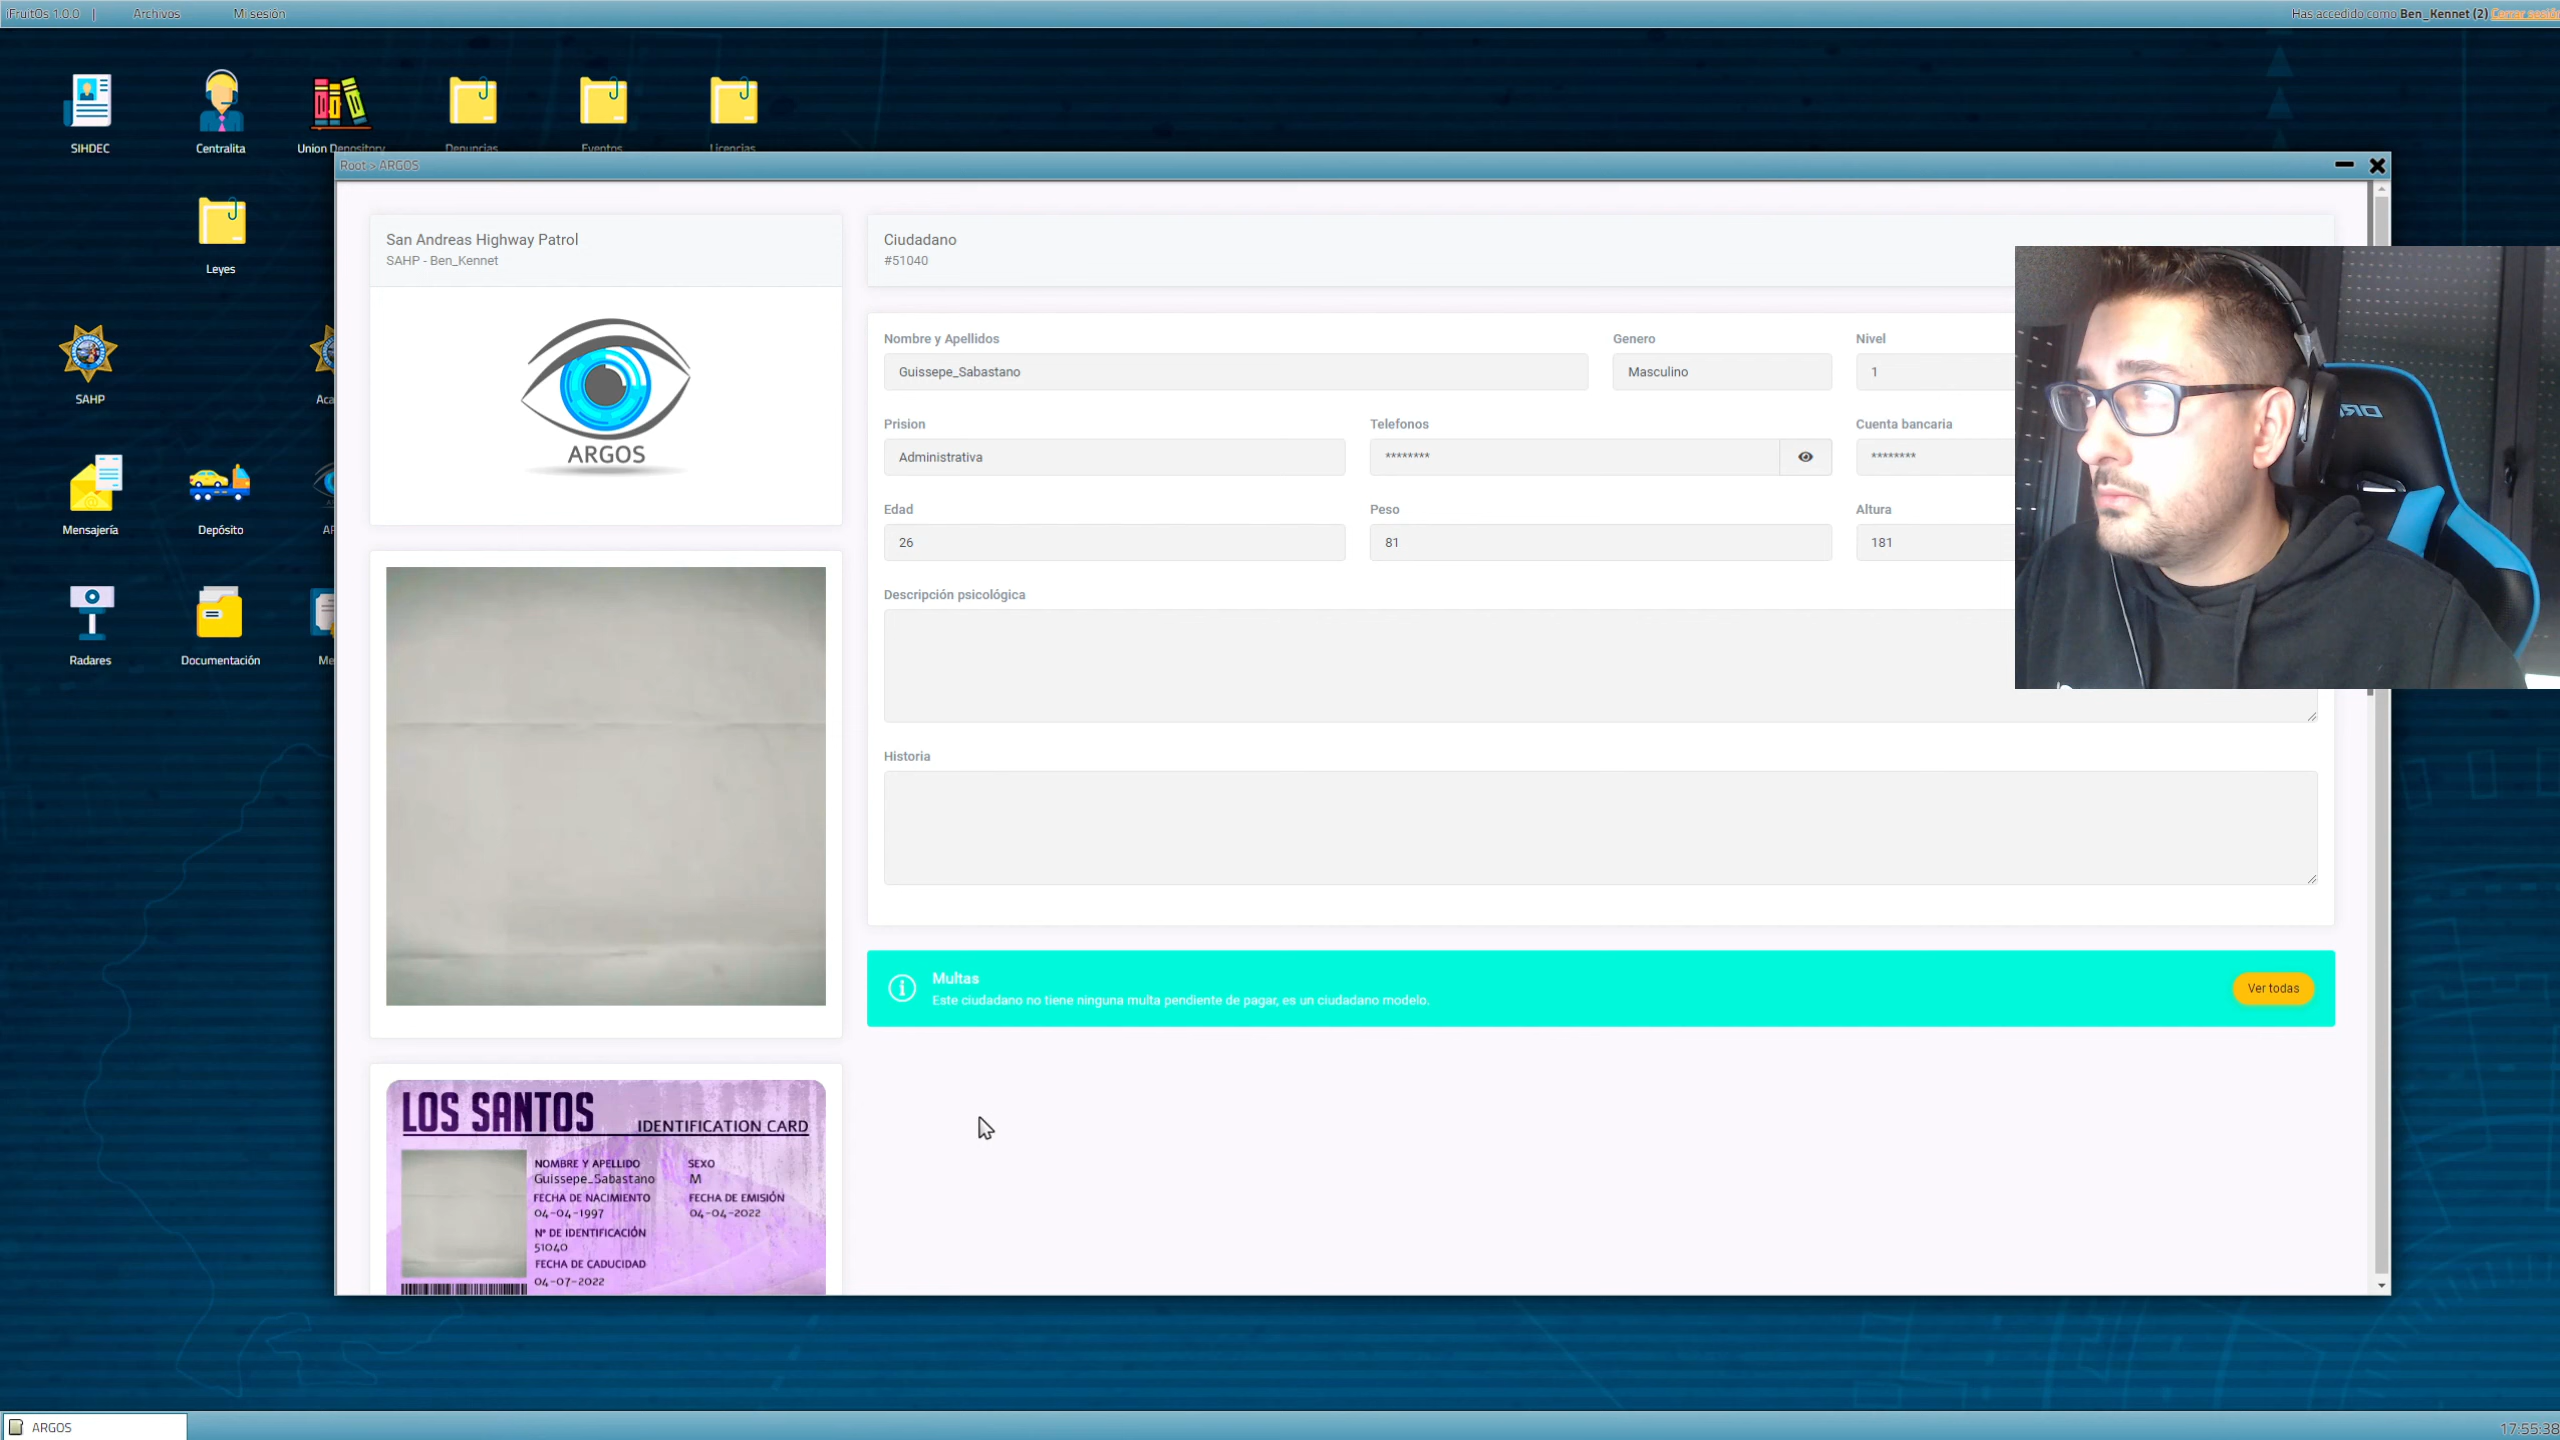 iFruitOs 1.0.0 | Archivos Mi sesión
Has accedido como Ben_Kennet (2) Cerrar sesión
SIHDEC
Centralita
Union Depository
Denuncias
Eventos
Licencias
Root > ARGOS
Leyes
SAHP
Mensajería
Depósito
Radares
Documentación
San Andreas Highway Patrol
SAHP - Ben_Kennet
ARGOS
Ciudadano
#51040
Nombre y Apellidos
Guissepe_Sabastano
Genero
Masculino
Nivel
1
Prision
Administrativa
Telefonos
********
Cuenta bancaria
********
Edad
26
Peso
81
Altura
181
Descripción psicológica
Historia
Multas
Este ciudadano no tiene ninguna multa pendiente de pagar, es un ciudadano modelo.
Ver todas
LOS SANTOS
IDENTIFICATION CARD
NOMBRE Y APELLIDO
Guissepe_Sabastano
SEXO
M
FECHA DE NACIMIENTO
04-04-1997
FECHA DE EMISIÓN
04-04-2022
Nº DE IDENTIFICACIÓN
51040
FECHA DE CADUCIDAD
04-07-2022
ARGOS
17:55:38